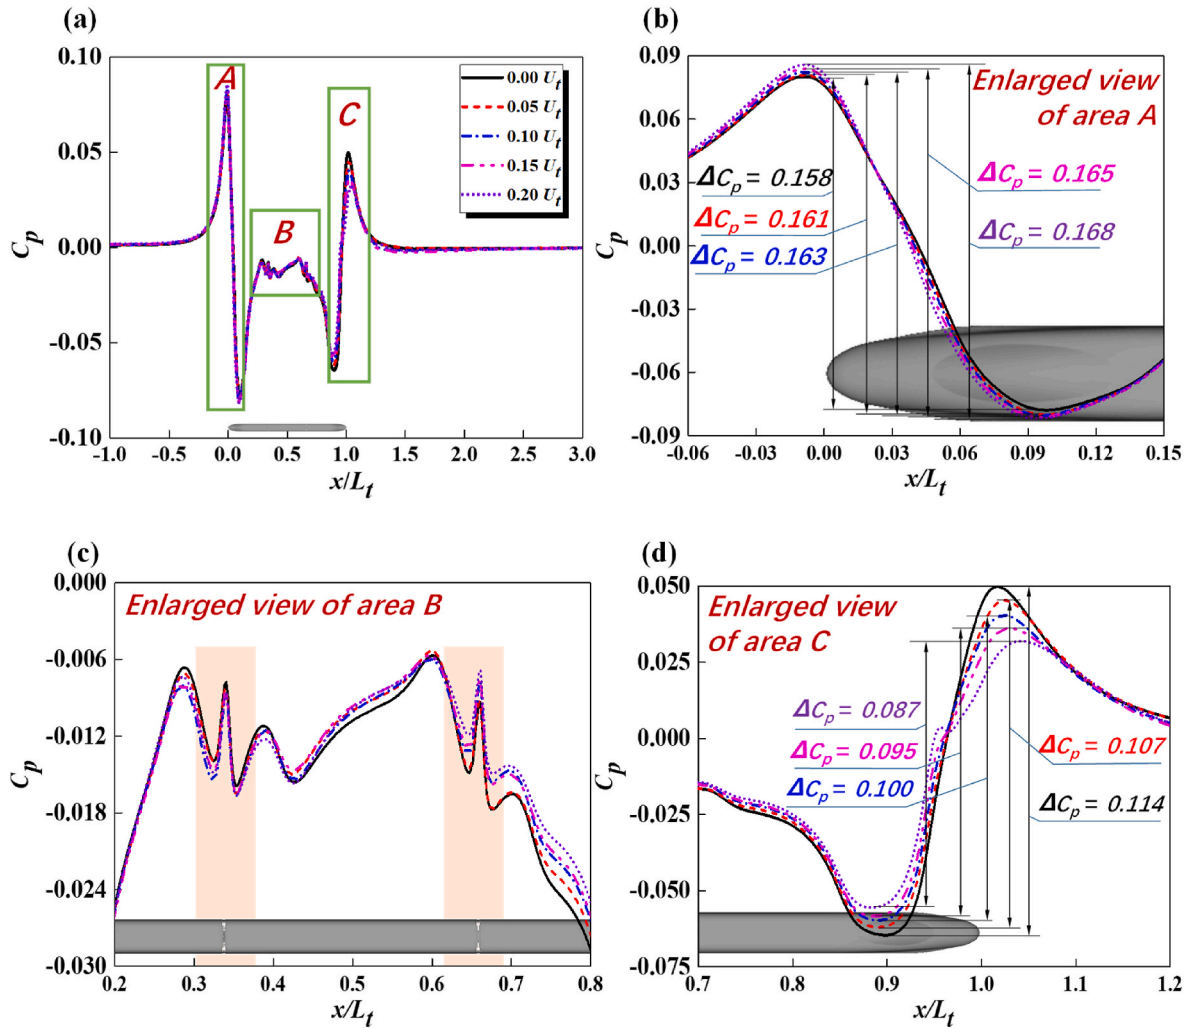 (a)
0.10
0.05
0.00
-0.05
-0.10
C_p
A
B
C
0.00 U_t
0.05 U_t
0.10 U_t
0.15 U_t
0.20 U_t
-1.0 -0.5 0.0 0.5 1.0 1.5 2.0 2.5 3.0
x/L_t
(b)
0.09
0.06
0.03
0.00
-0.03
-0.06
-0.09
C_p
Enlarged view
of area A
ΔC_p = 0.158
ΔC_p = 0.161
ΔC_p = 0.163
ΔC_p = 0.165
ΔC_p = 0.168
-0.06 -0.03 0.00 0.03 0.06 0.09 0.12 0.15
x/L_t
(c)
0.000
-0.006
-0.012
-0.018
-0.024
-0.030
C_p
Enlarged view of area B
0.2 0.3 0.4 0.5 0.6 0.7 0.8
x/L_t
(d)
0.050
0.025
0.000
-0.025
-0.050
-0.075
C_p
Enlarged view
of area C
ΔC_p = 0.087
ΔC_p = 0.095
ΔC_p = 0.100
ΔC_p = 0.107
ΔC_p = 0.114
0.7 0.8 0.9 1.0 1.1 1.2
x/L_t